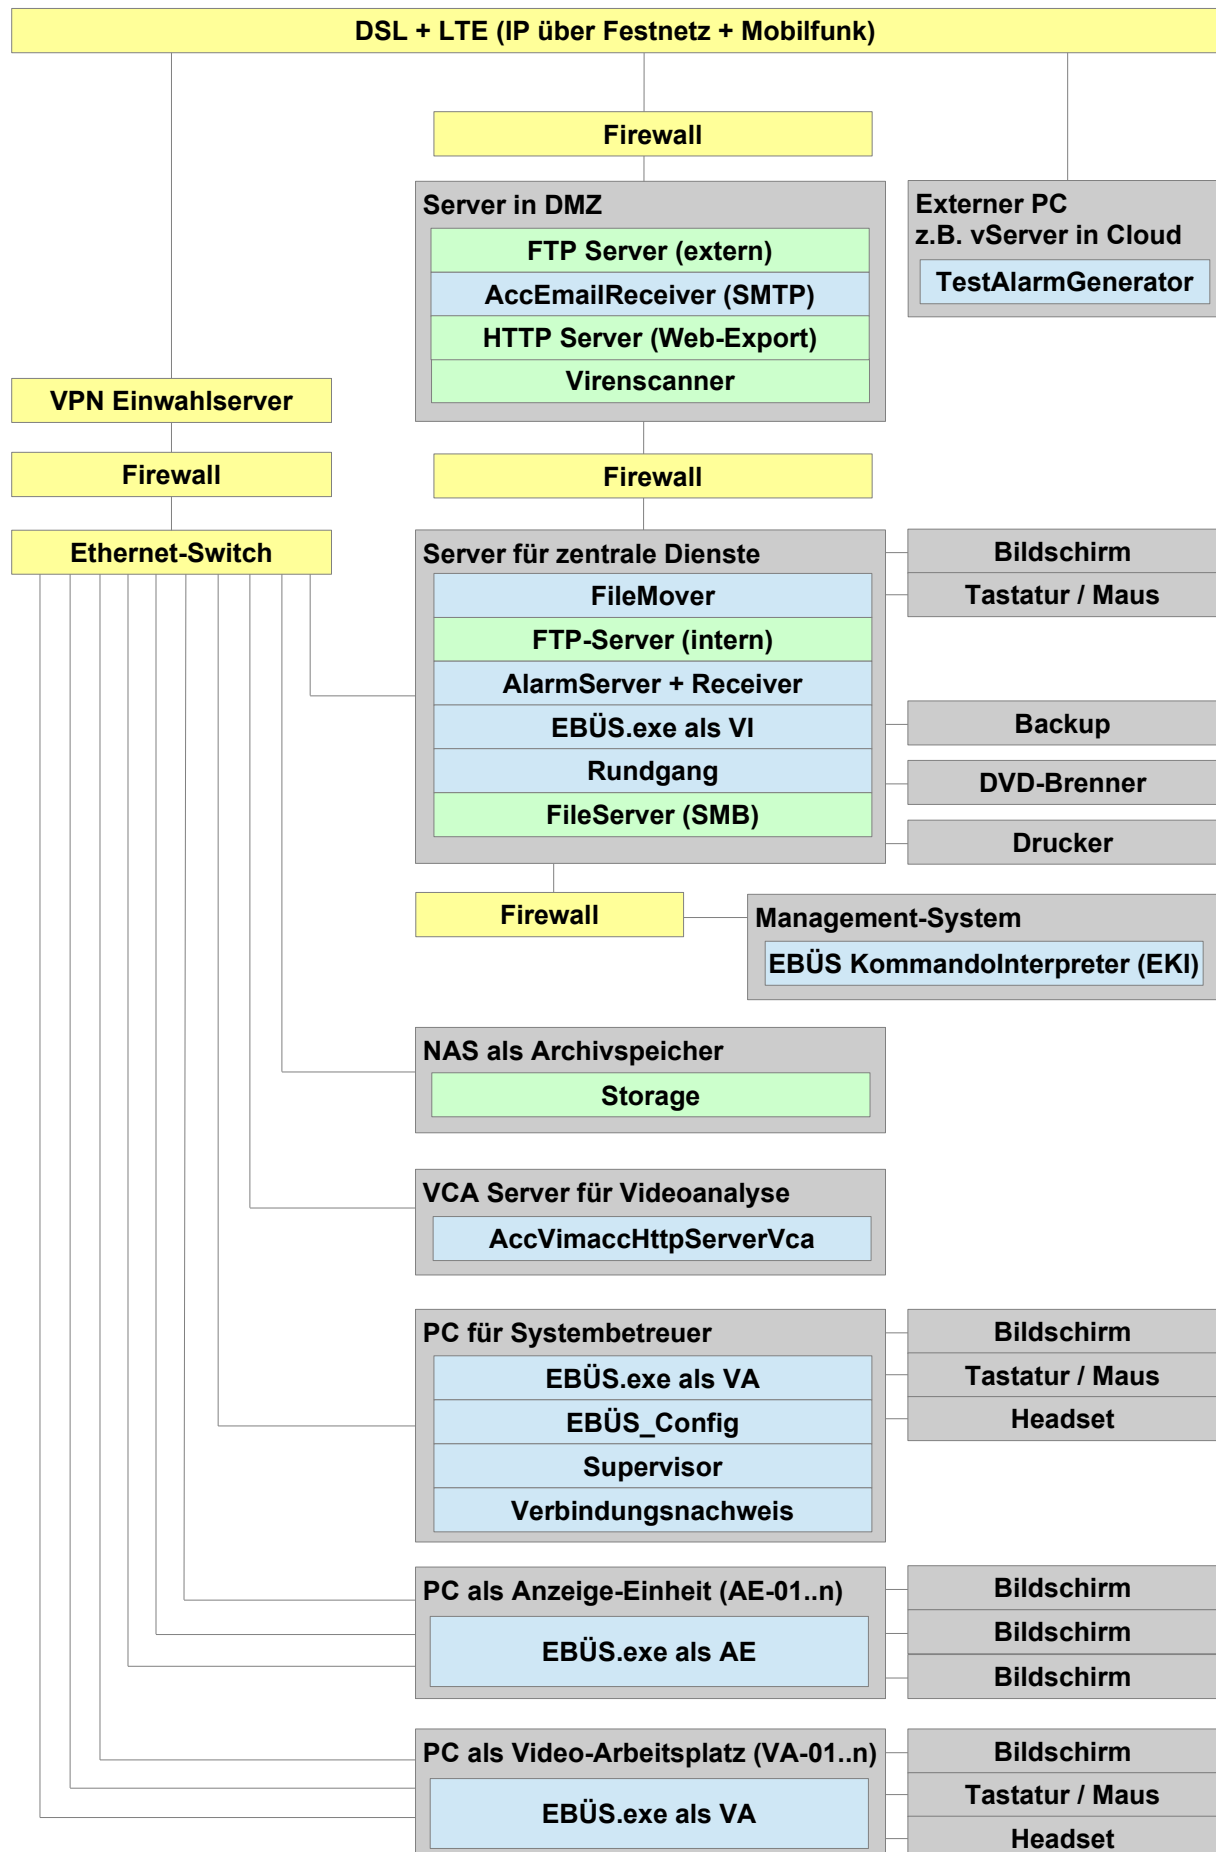 DSL + LTE (IP über Festnetz + Mobilfunk)
Firewall
Server in DMZ
FTP Server (extern)
AccEmailReceiver (SMTP)
HTTP Server (Web-Export)
Virenscanner
Externer PC
z.B. vServer in Cloud
TestAlarmGenerator
VPN Einwahlserver
Firewall
Ethernet-Switch
Firewall
Server für zentrale Dienste
FileMover
FTP-Server (intern)
AlarmServer + Receiver
EBÜS.exe als VI
Rundgang
FileServer (SMB)
Bildschirm
Tastatur / Maus
Backup
DVD-Brenner
Drucker
Firewall
Management-System
EBÜS KommandoInterpreter (EKI)
NAS als Archivspeicher
Storage
VCA Server für Videoanalyse
AccVimaccHttpServerVca
PC für Systembetreuer
EBÜS.exe als VA
EBÜS_Config
Supervisor
Verbindungsnachweis
Bildschirm
Tastatur / Maus
Headset
PC als Anzeige-Einheit (AE-01..n)
EBÜS.exe als AE
Bildschirm
Bildschirm
Bildschirm
PC als Video-Arbeitsplatz (VA-01..n)
EBÜS.exe als VA
Bildschirm
Tastatur / Maus
Headset